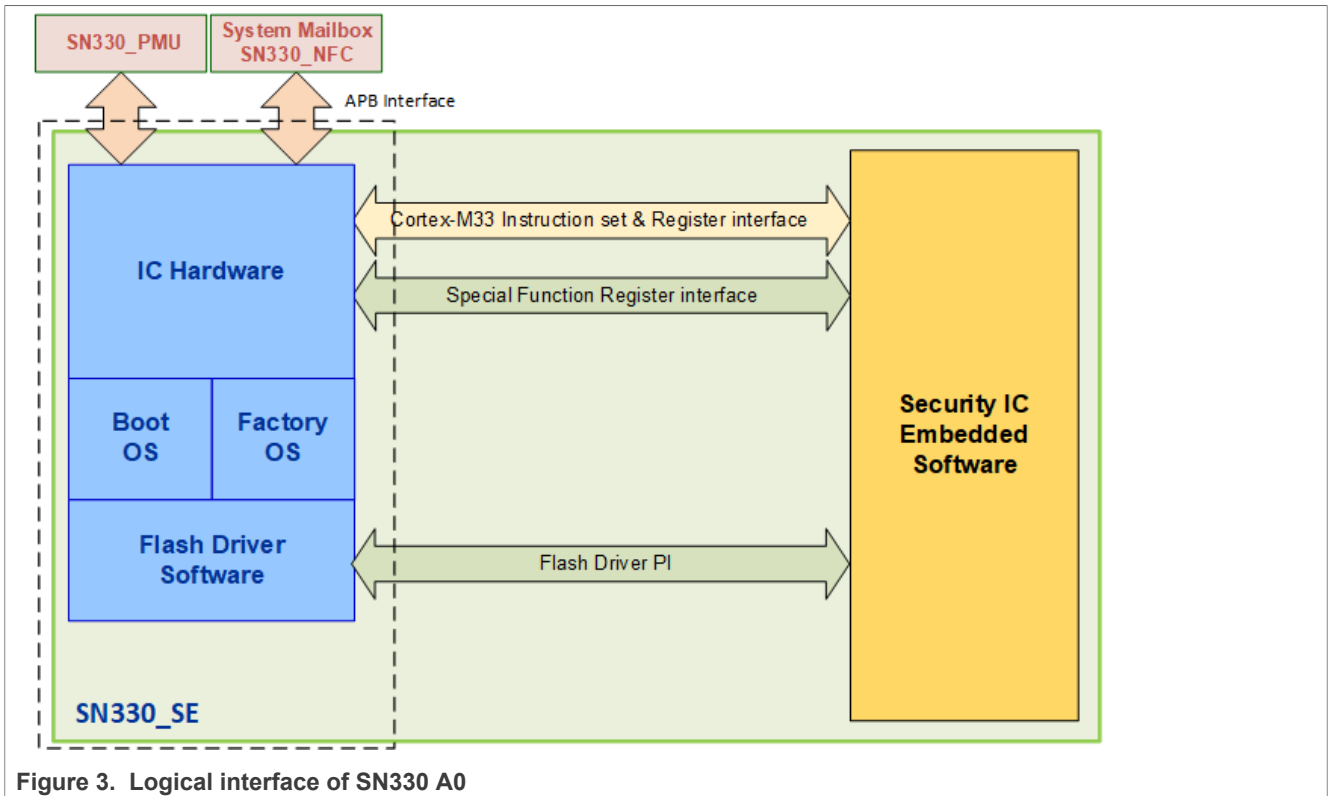 SN330_PMU
System Mailbox
SN330_NFC
APB Interface
Cortex-M33 Instruction set & Register interface
IC Hardware
Special Function Register interface
Boot
OS
Factory
OS
Security IC
Embedded
Software
Flash Driver
Software
Flash Driver PI
SN330_SE
Figure 3. Logical interface of SN330 A0